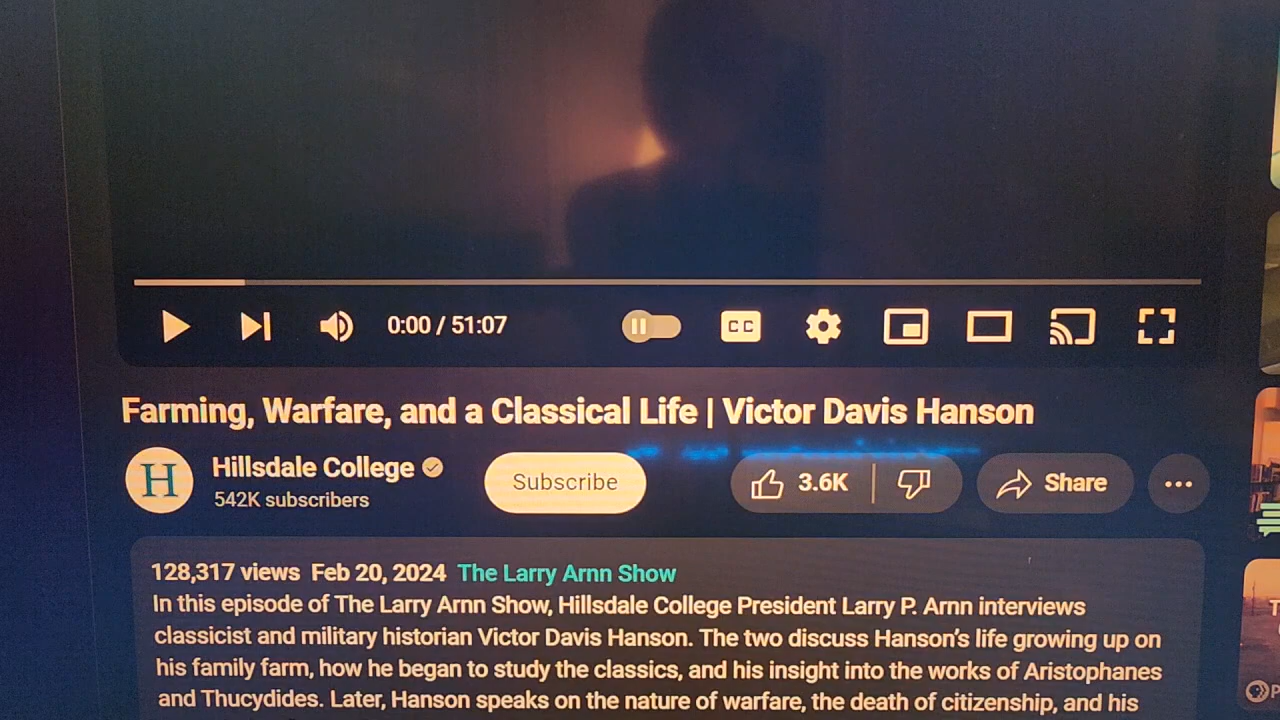 0:00 / 51:07
CC
Farming, Warfare, and a Classical Life | Victor Davis Hanson
H
Hillsdale College
542K subscribers
Subscribe
3.6K
Share
128,317 views Feb 20, 2024 The Larry Arnn Show
In this episode of The Larry Arnn Show, Hillsdale College President Larry P. Arnn interviews
classicist and military historian Victor Davis Hanson. The two discuss Hanson's life growing up on
his family farm, how he began to study the classics, and his insight into the works of Aristophanes
and Thucydides. Later, Hanson speaks on the nature of warfare, the death of citizenship, and his